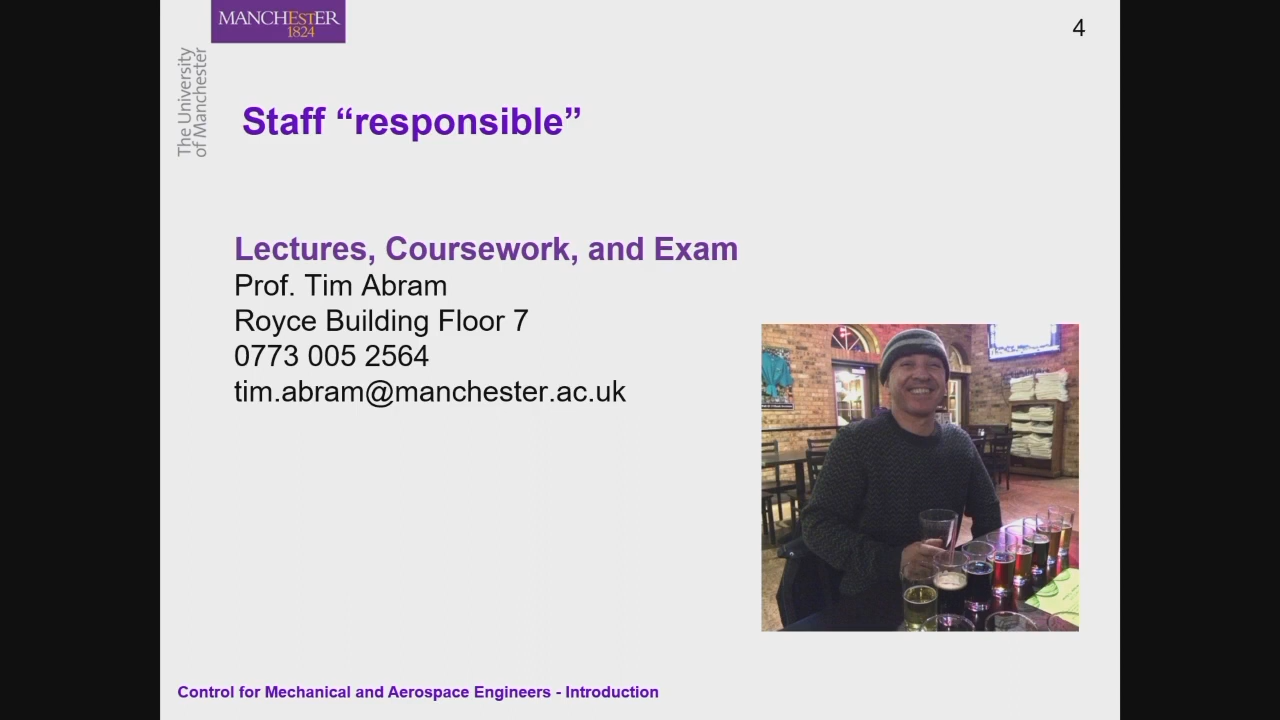 MANCHESTER
1824
The University
of Manchester
4
Staff “responsible”
Lectures, Coursework, and Exam
Prof. Tim Abram
Royce Building Floor 7
0773 005 2564
tim.abram@manchester.ac.uk
Control for Mechanical and Aerospace Engineers - Introduction